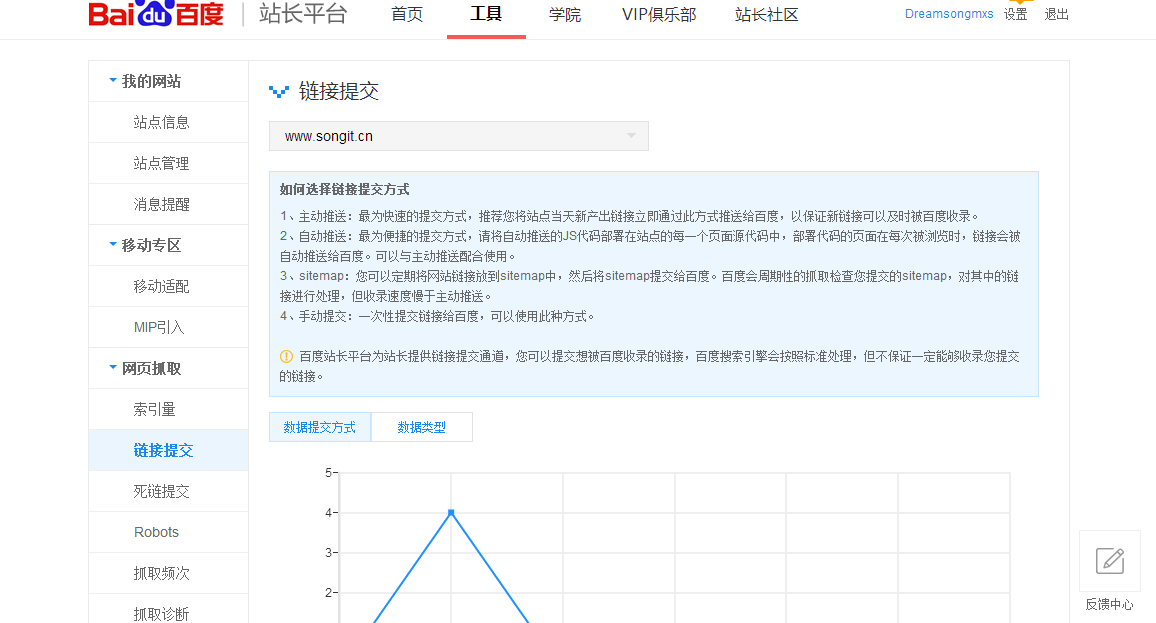 Bai du 百度 站长平台 首页 工具 学院 VIP俱乐部 站长社区 Dreamsongmxs 设置 退出
我的网站
站点信息
站点管理
消息提醒
移动专区
移动适配
MIP引入
网页抓取
索引量
链接提交
死链提交
Robots
抓取频次
抓取诊断
链接提交
www.songit.cn
如何选择链接提交方式
1、主动推送：最为快速的提交方式，推荐您将站点当天新产出链接立即通过此方式推送给百度，以保证新链接可以及时被百度收录。
2、自动推送：最为便捷的提交方式，请将自动推送的JS代码部署在站点的每一个页面源代码中，部署代码的页面在每次被浏览时，链接会被
自动推送给百度。可以与主动推送配合使用。
3、sitemap：您可以定期将网站链接放到sitemap中，然后将sitemap提交给百度。百度会周期性的抓取检查您提交的sitemap，对其中的链
接进行处理，但收录速度慢于主动推送。
4、手动提交：一次性提交链接给百度，可以使用此种方式。
百度站长平台为站长提供链接提交通道，您可以提交想被百度收录的链接，百度搜索引擎会按照标准处理，但不保证一定能够收录您提交
的链接。
数据提交方式 数据类型
5
4
3
2
反馈中心